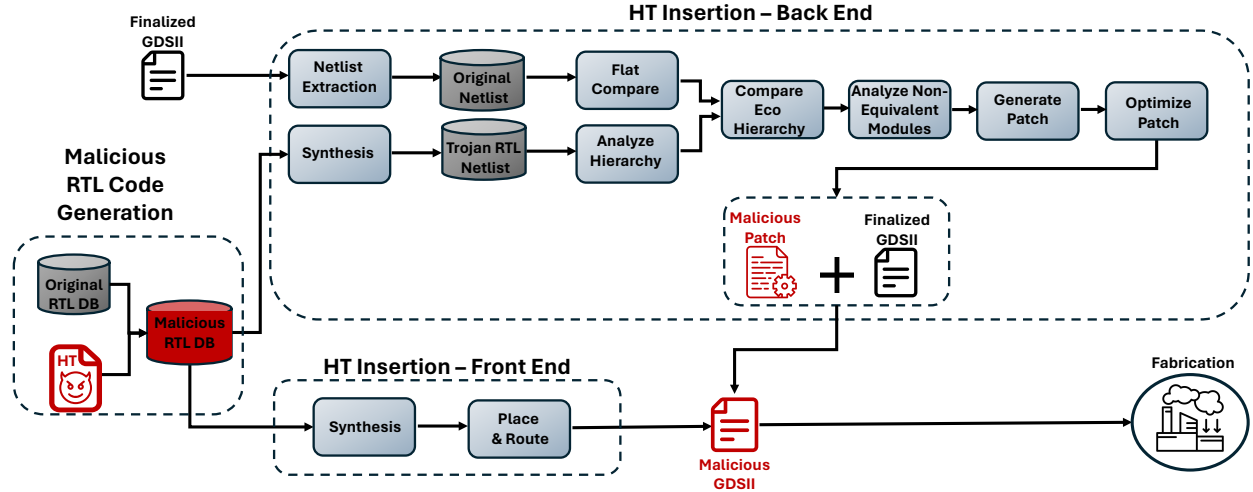 HT Insertion – Back End
Finalized
GDSII
Netlist
Extraction
Original
Netlist
Flat
Compare
Compare
Eco
Hierarchy
Analyze Non-
Equivalent
Modules
Generate
Patch
Optimize
Patch
Synthesis
Trojan RTL
Netlist
Analyze
Hierarchy
Malicious
RTL Code
Generation
Malicious
Patch
Finalized
GDSII
Original
RTL DB
Malicious
RTL DB
HT
HT Insertion – Front End
Synthesis
Place
& Route
Malicious
GDSII
Fabrication